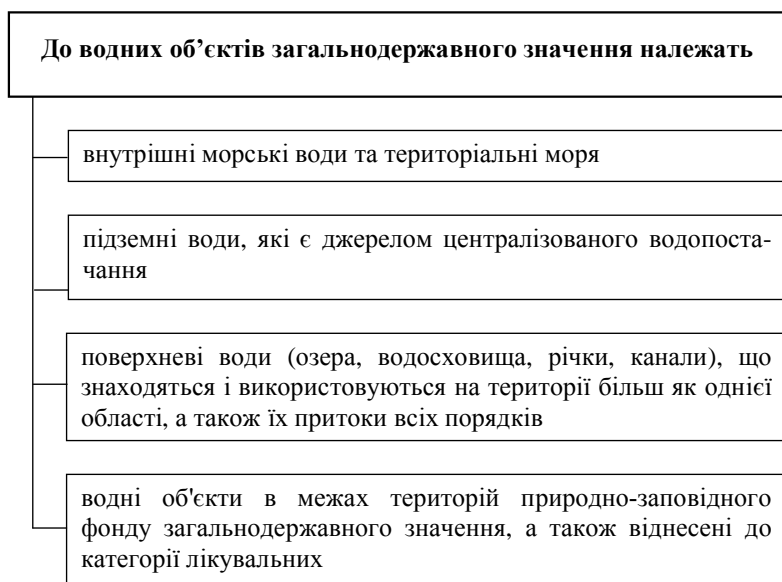 До водних об’єктів загальнодержавного значення належать
внутрішні морські води та територіальні моря
підземні води, які є джерелом централізованого водопоста-
чання
поверхневі води (озера, водосховища, річки, канали), що
знаходяться і використовуються на території більш як однієї
області, а також їх притоки всіх порядків
водні об'єкти в межах територій природно-заповідного
фонду загальнодержавного значення, а також віднесені до
категорії лікувальних